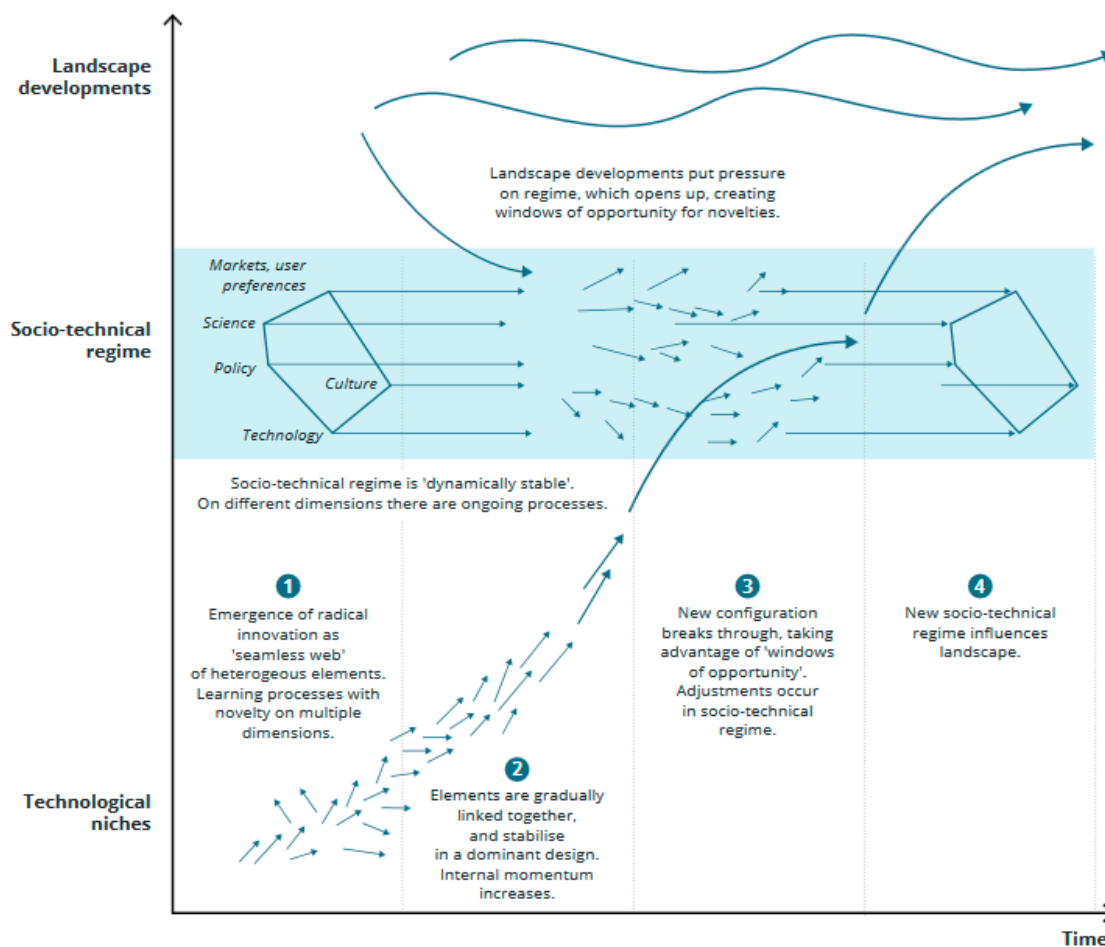 Landscape
developments
Landscape developments put pressure
on regime, which opens up, creating
windows of opportunity for novelties.
Markets, user
preferences
Socio-technical
regime
Science
Policy
Culture
Technology
Socio-technical regime is 'dynamically stable'.
On different dimensions there are ongoing processes.
1
Emergence of radical
innovation as
'seamless web'
of heterogeous elements.
Learning processes with
novelty on multiple
dimensions.
3
New configuration
breaks through, taking
advantage of 'windows
of opportunity'.
Adjustments occur
in socio-technical
regime.
4
New socio-technical
regime influences
landscape.
2
Elements are gradually
linked together,
and stabilise
in a dominant design.
Internal momentum
increases.
Technological
niches
Time